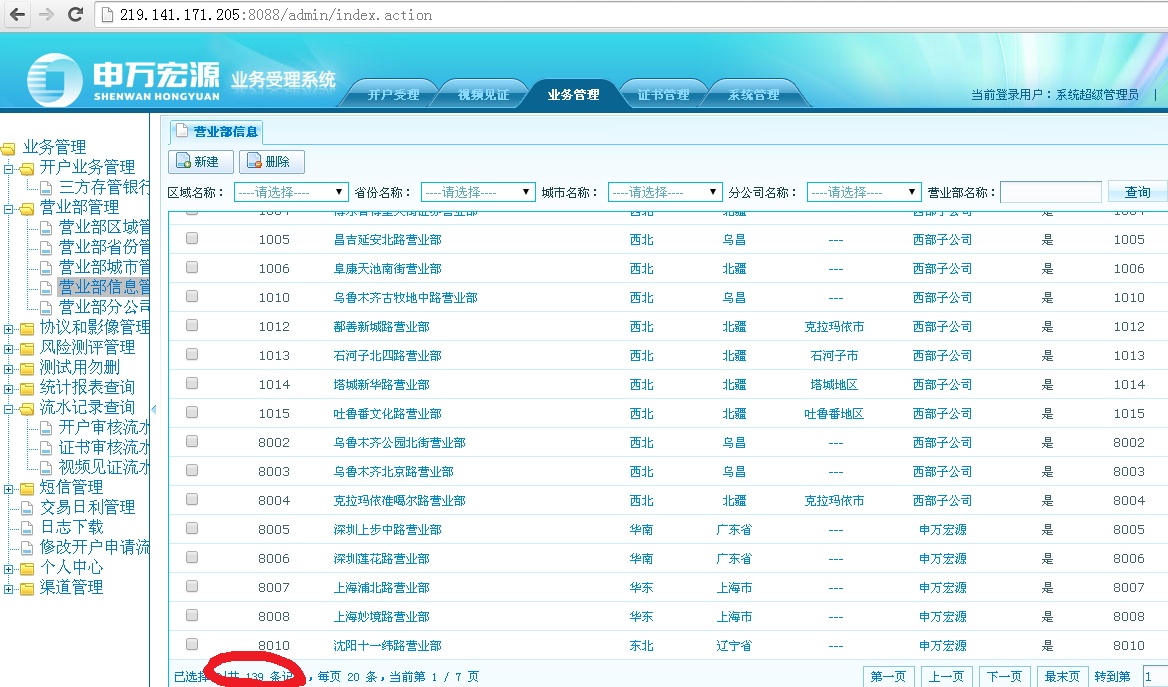 219.141.171.205:8088/admin/index.action
申万宏源 业务受理系统
SHENWAN HONGYUAN
开户受理 视频见证 业务管理 证书管理 系统管理
当前登录用户：系统超级管理员 |
业务管理
开户业务管理
三方存管银行
营业部管理
营业部区域管
营业部省份管
营业部城市管
营业部信息管
营业部分公司
协议和影像管理
风险测评管理
测试用勿删
统计报表查询
流水记录查询
开户审核流水
证书审核流水
视频见证流水
短信管理
交易日利管理
日志下载
修改开户申请流
个人中心
渠道管理
营业部信息
新建 删除
区域名称： ----请选择---- 省份名称： ----请选择---- 城市名称： ----请选择---- 分公司名称： ----请选择---- 营业部名称： 查询
1005 昌吉延安北路营业部 西北 乌昌 --- 西部子公司 是 1005
1006 阜康天池南街营业部 西北 北疆 --- 西部子公司 是 1006
1010 乌鲁木齐古牧地中路营业部 西北 乌昌 --- 西部子公司 是 1010
1012 鄯善新城路营业部 西北 北疆 克拉玛依市 西部子公司 是 1012
1013 石河子北四路营业部 西北 北疆 石河子市 西部子公司 是 1013
1014 塔城新华路营业部 西北 北疆 塔城地区 西部子公司 是 1014
1015 吐鲁番文化路营业部 西北 北疆 吐鲁番地区 西部子公司 是 1015
8002 乌鲁木齐公园北街营业部 西北 乌昌 --- 西部子公司 是 8002
8003 乌鲁木齐北京路营业部 西北 乌昌 --- 西部子公司 是 8003
8004 克拉玛依准噶尔路营业部 西北 北疆 克拉玛依市 西部子公司 是 8004
8005 深圳上步中路营业部 华南 广东省 --- 申万宏源 是 8005
8006 深圳莲花路营业部 华南 广东省 --- 申万宏源 是 8006
8007 上海浦北路营业部 华东 上海市 --- 申万宏源 是 8007
8008 上海妙境路营业部 华东 上海市 --- 申万宏源 是 8008
8010 沈阳十一纬路营业部 东北 辽宁省 --- 申万宏源 是 8010
已选择 共 139 条记 ，每页 20 条，当前第 1 / 7 页 第一页 上一页 下一页 最末页 转到第 1